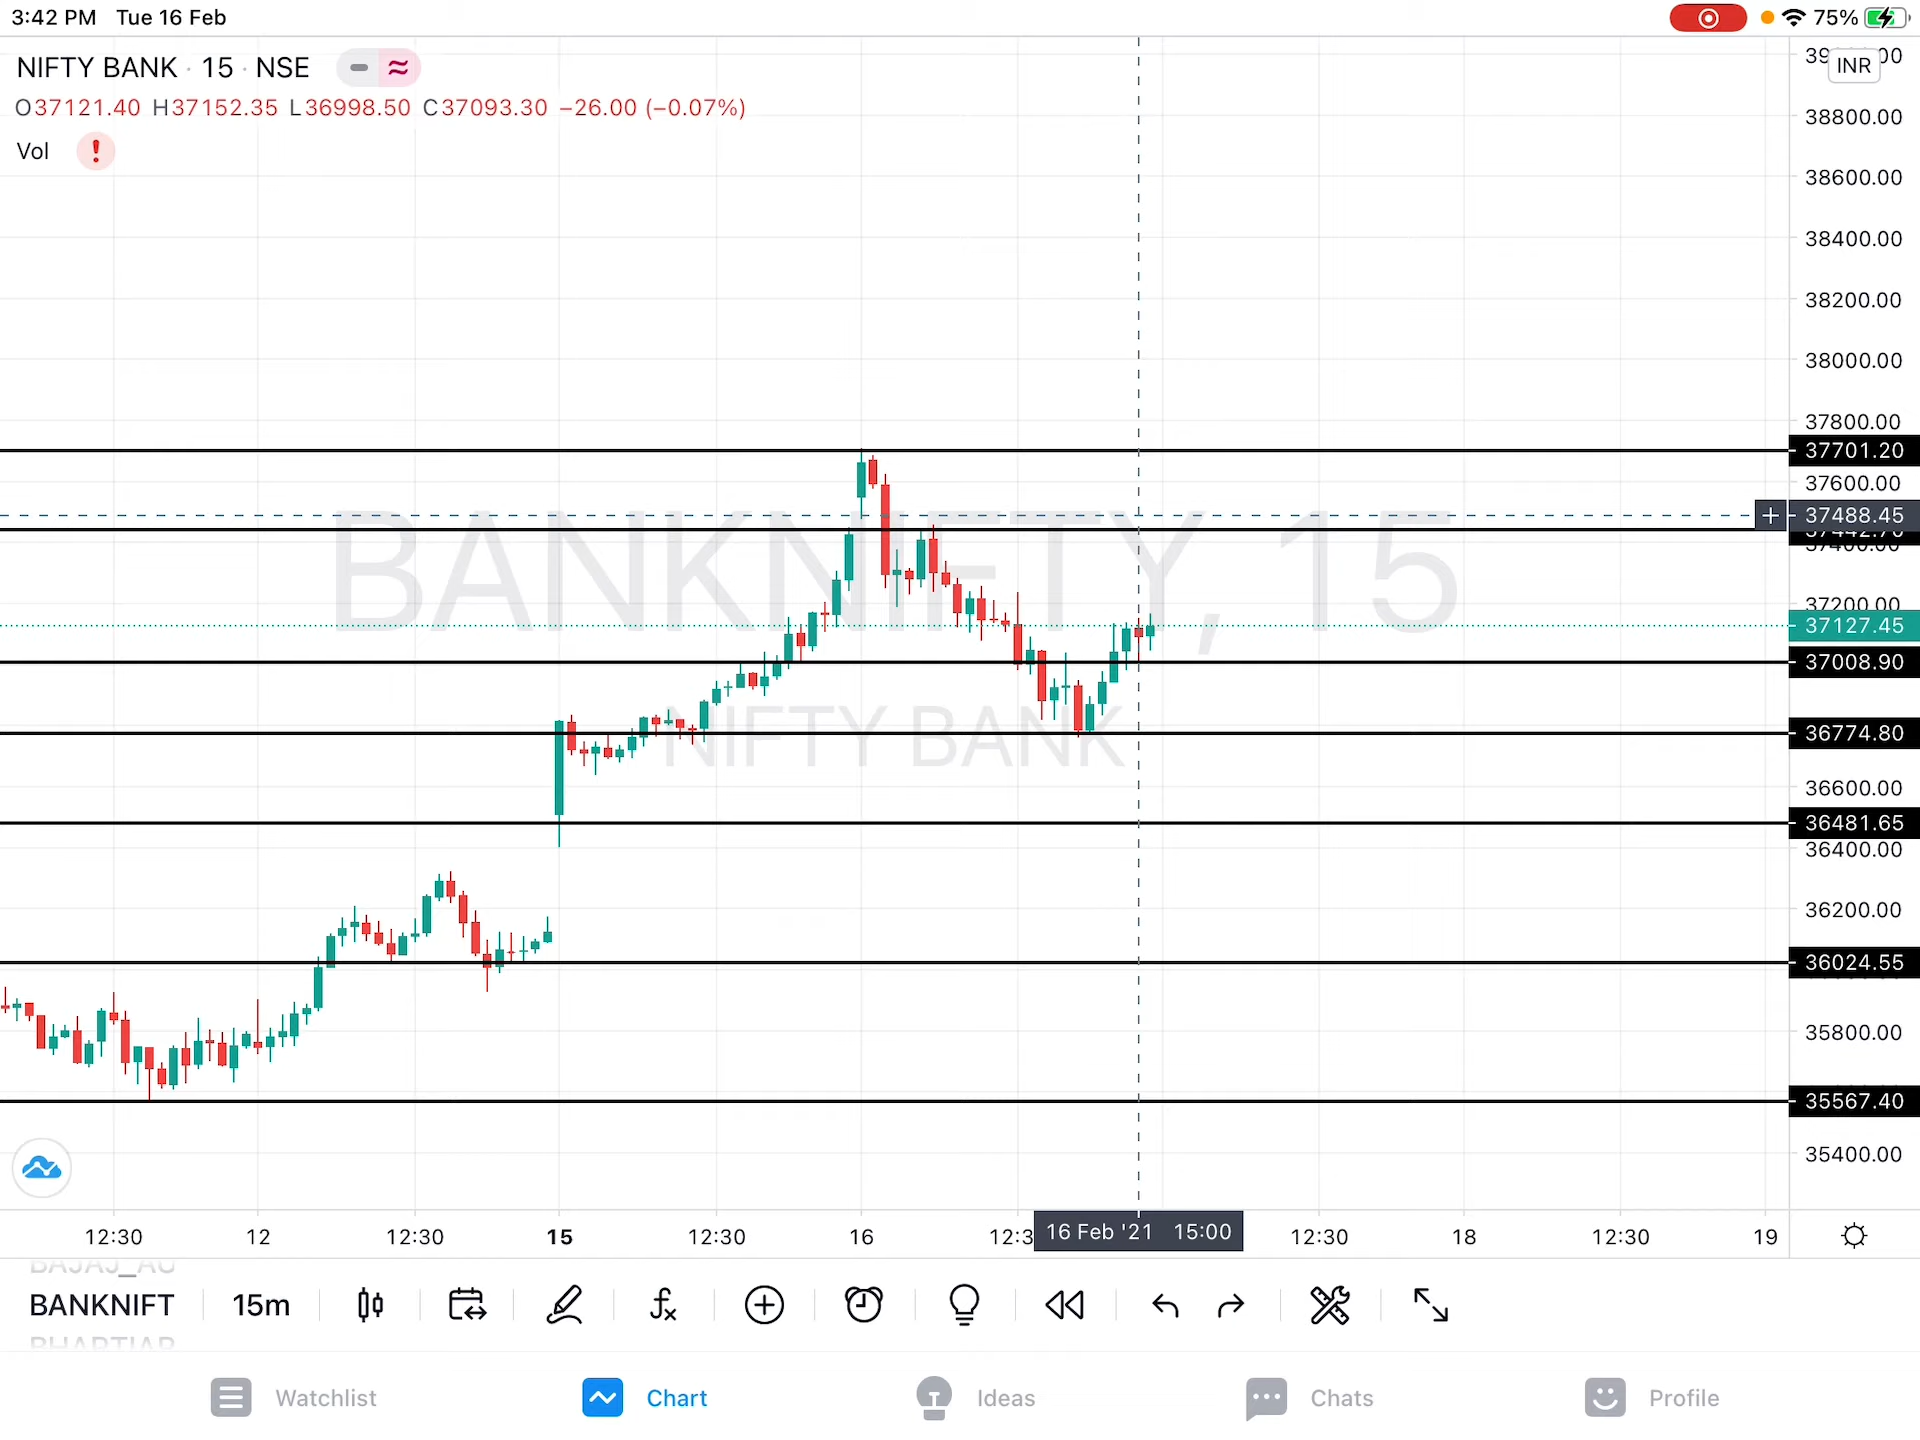 3:42 PM Tue 16 Feb
75%
NIFTY BANK · 15 · NSE
O37121.40 H37152.35 L36998.50 C37093.30 −26.00 (−0.07%)
Vol
INR
38800.00
38600.00
38400.00
38200.00
38000.00
37800.00
37701.20
37600.00
37488.45
37400.00
37200.00
37127.45
37008.90
36774.80
36600.00
36481.65
36400.00
36200.00
36024.55
35800.00
35567.40
35400.00
BANKNIFTY, 15
NIFTY BANK
12:30 12 12:30 15 12:30 16 12:3 16 Feb '21 15:00 12:30 18 12:30 19
BANKNIFT 15m
Watchlist Chart Ideas Chats Profile